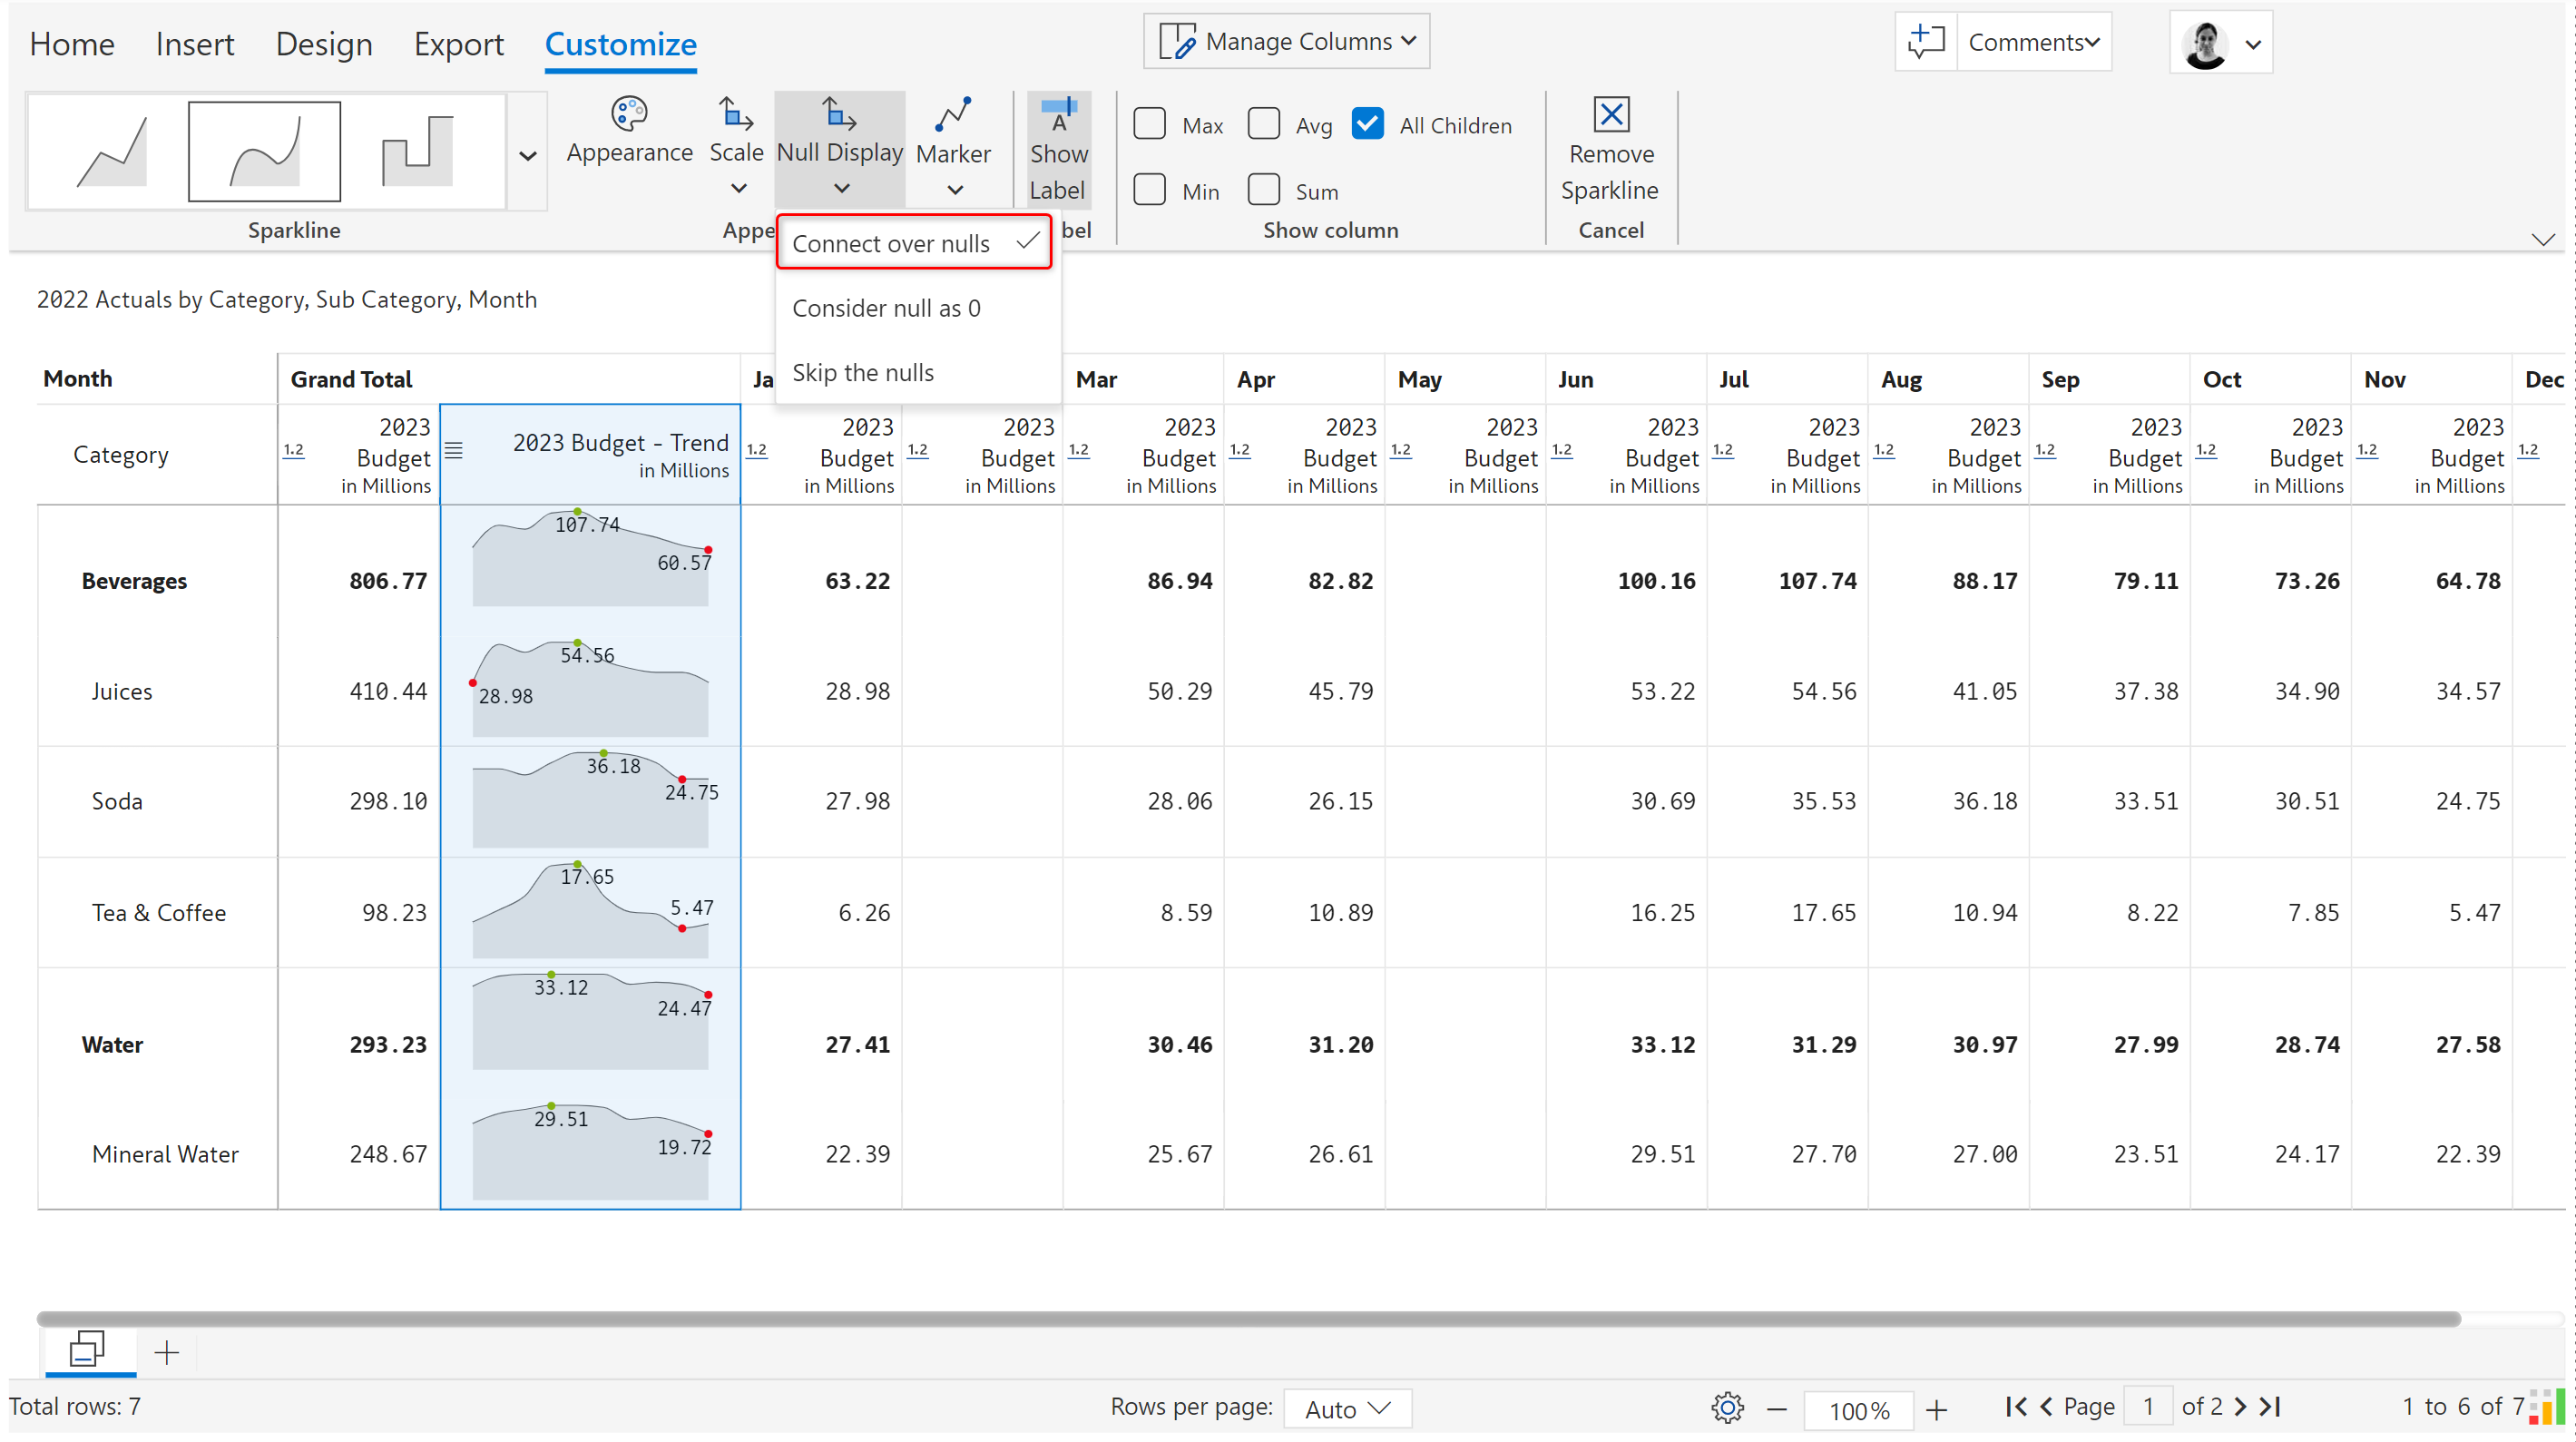 Home Insert Design Export Customize
Manage Columns
Comments
Appearance Scale Null Display Marker
Show Label
Max Avg All Children
Min Sum
Remove Sparkline
Sparkline Appe bel Show column Cancel
Connect over nulls
Consider null as 0
Skip the nulls
2022 Actuals by Category, Sub Category, Month
Month Grand Total Ja Mar Apr May Jun Jul Aug Sep Oct Nov Dec
Category
1.2 2023 Budget in Millions
2023 Budget - Trend in Millions
1.2 2023 Budget in Millions
1.2 2023 Budget in Millions
1.2 2023 Budget in Millions
1.2 2023 Budget in Millions
1.2 2023 Budget in Millions
1.2 2023 Budget in Millions
1.2 2023 Budget in Millions
1.2 2023 Budget in Millions
1.2 2023 Budget in Millions
1.2 2023 Budget in Millions
1.2 2023 Budget in Millions
1.2
107.74
60.57
Beverages 806.77 63.22 86.94 82.82 100.16 107.74 88.17 79.11 73.26 64.78
54.56
28.98
Juices 410.44 28.98 50.29 45.79 53.22 54.56 41.05 37.38 34.90 34.57
36.18
24.75
Soda 298.10 27.98 28.06 26.15 30.69 35.53 36.18 33.51 30.51 24.75
17.65
5.47
Tea & Coffee 98.23 6.26 8.59 10.89 16.25 17.65 10.94 8.22 7.85 5.47
33.12
24.47
Water 293.23 27.41 30.46 31.20 33.12 31.29 30.97 27.99 28.74 27.58
29.51
19.72
Mineral Water 248.67 22.39 25.67 26.61 29.51 27.70 27.00 23.51 24.17 22.39
Total rows: 7 Rows per page: Auto 100% Page 1 of 2 1 to 6 of 7